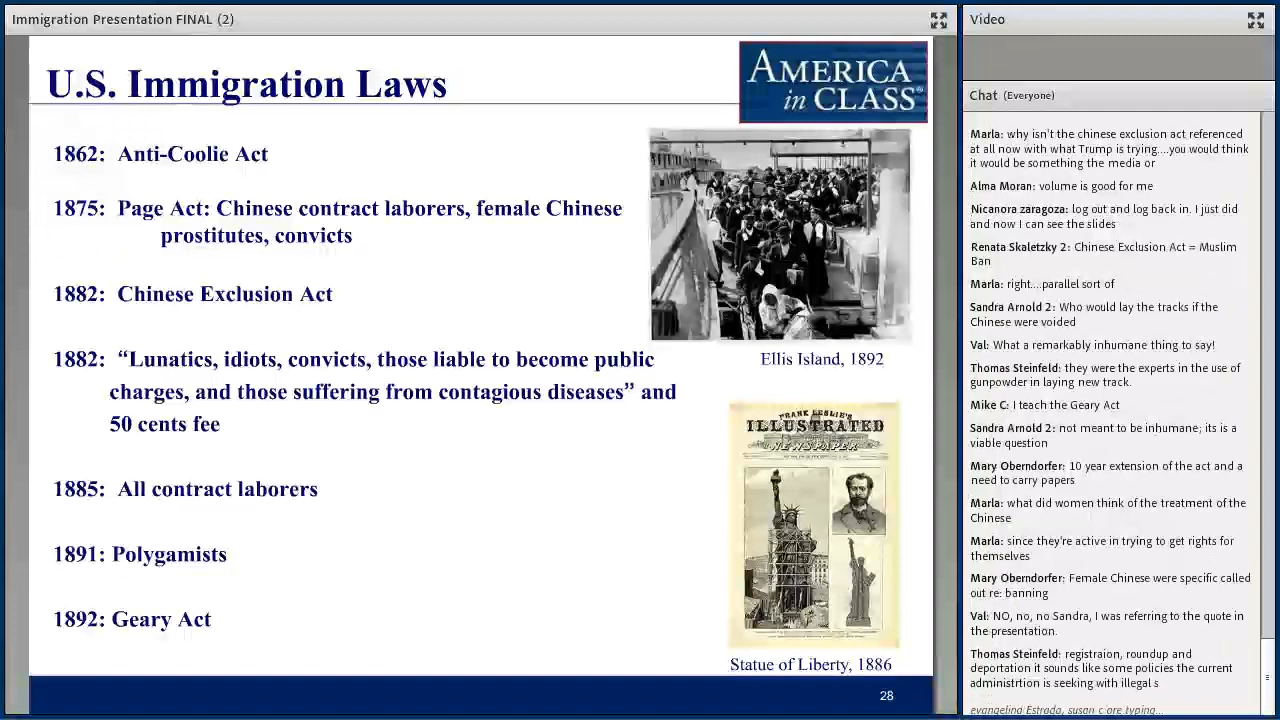 Immigration Presentation FINAL (2)
U.S. Immigration Laws
AMERICA
in CLASS®
1862: Anti-Coolie Act
1875: Page Act: Chinese contract laborers, female Chinese
prostitutes, convicts
1882: Chinese Exclusion Act
1882: “Lunatics, idiots, convicts, those liable to become public
charges, and those suffering from contagious diseases” and
50 cents fee
1885: All contract laborers
1891: Polygamists
1892: Geary Act
Ellis Island, 1892
FRANK LESLIE'S
ILLUSTRATED
NEWSPAPER
Statue of Liberty, 1886
28
Video
Chat (Everyone)
Marla: why isn't the chinese exclusion act referenced
at all now with what Trump is trying....you would think
it would be something the media or
Alma Moran: volume is good for me
Nicanora zaragoza: log out and log back in. I just did
and now I can see the slides
Renata Skaletzky 2: Chinese Exclusion Act = Muslim
Ban
Marla: right....parallel sort of
Sandra Arnold 2: Who would lay the tracks if the
Chinese were voided
Val: What a remarkably inhumane thing to say!
Thomas Steinfeld: they were the experts in the use of
gunpowder in laying new track.
Mike C: I teach the Geary Act
Sandra Arnold 2: not meant to be inhumane; its is a
viable question
Mary Oberndorfer: 10 year extension of the act and a
need to carry papers
Marla: what did women think of the treatment of the
Chinese
Marla: since they're active in trying to get rights for
themselves
Mary Oberndorfer: Female Chinese were specific called
out re: banning
Val: NO, no, no Sandra, I was referring to the quote in
the presentation.
Thomas Steinfeld: registraion, roundup and
deportation it sounds like some policies the current
administrtion is seeking with illegal s
evangelina Estrada, susan c are typing...